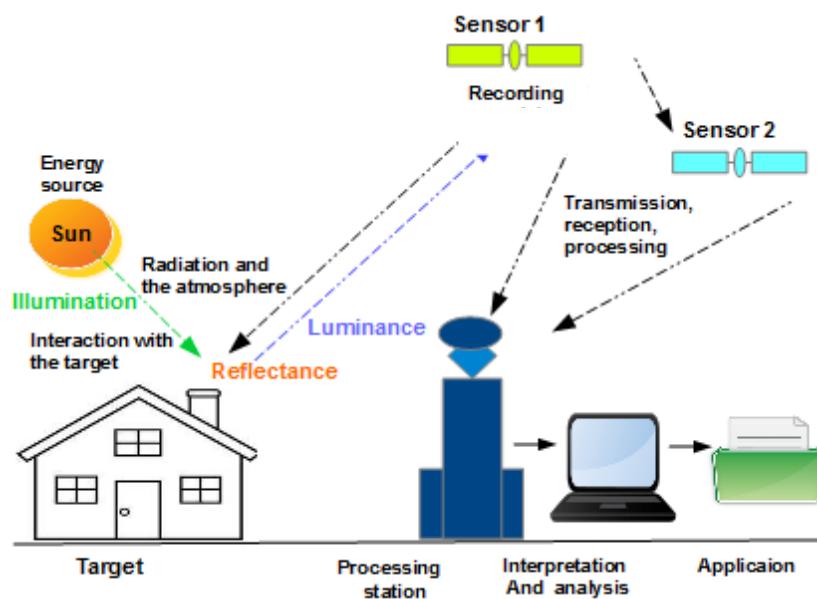 Sensor 1
Recording
Sensor 2
Energy
source
Sun
Transmission,
reception,
processing
Radiation and
the atmosphere
Illumination
Luminance
Interaction with
the target
Reflectance
Target
Processing
station
Interpretation
And analysis
Applicaion